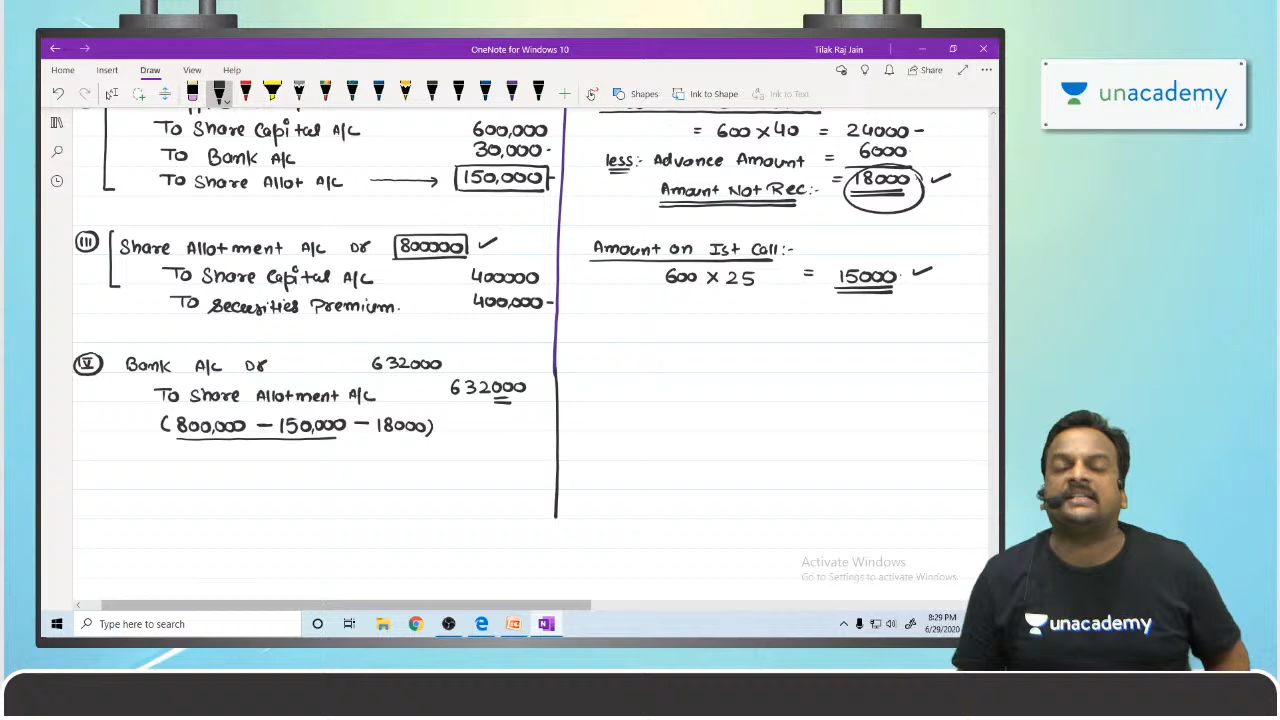 OneNote for Windows 10
Tilak Raj Jain
Home Insert Draw View Help
Share
Shapes
Ink to Shape
Ink to Text
To Share Capital A/C 600,000
To Bank A/C 30,000
To Share Allot A/C → 150,000
III Share Allotment A/C Dr 800000 ✓
To Share Capital A/C 400000
To Securities Premium. 400,000
V Bank A/C Dr 632000
To Share Allotment A/C 632000
(800,000 - 150,000 - 18000)
= 600 × 40 = 24000
less:- Advance Amount = 6000
Amount Not Rec:- = 18000 ✓
Amount on Ist Call:-
600 × 25 = 15000 ✓
Activate Windows
Go to Settings to activate Windows.
Type here to search
8:29 PM
6/29/2020
unacademy
unacademy